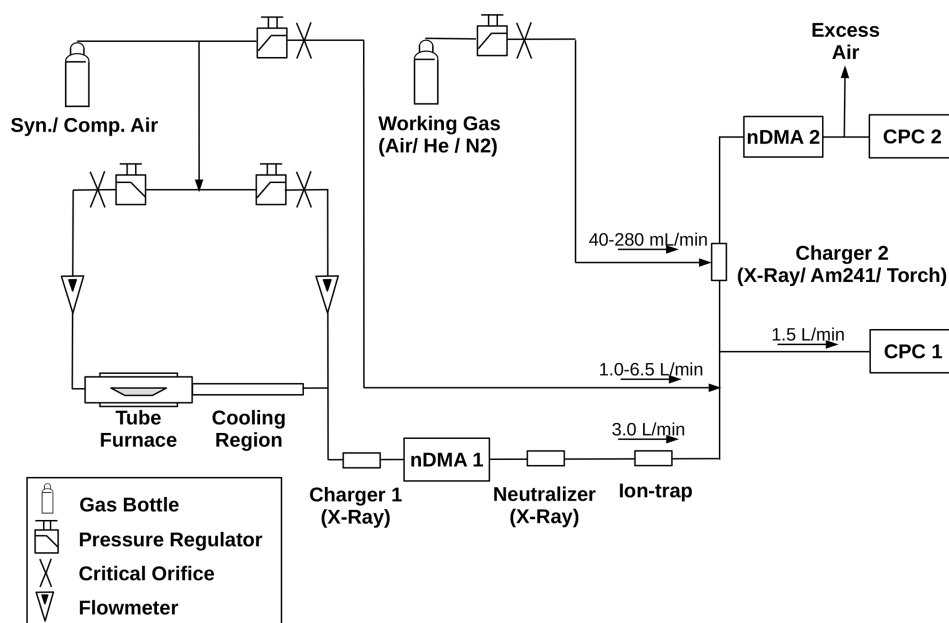 Excess
Air
Syn./ Comp. Air
Working Gas
(Air/ He / N2)
nDMA 2
CPC 2
40-280 mL/min
Charger 2
(X-Ray/ Am241/ Torch)
1.5 L/min
CPC 1
1.0-6.5 L/min
Tube
Furnace
Cooling
Region
3.0 L/min
nDMA 1
Charger 1
(X-Ray)
Neutralizer
(X-Ray)
Ion-trap
Gas Bottle
Pressure Regulator
Critical Orifice
Flowmeter